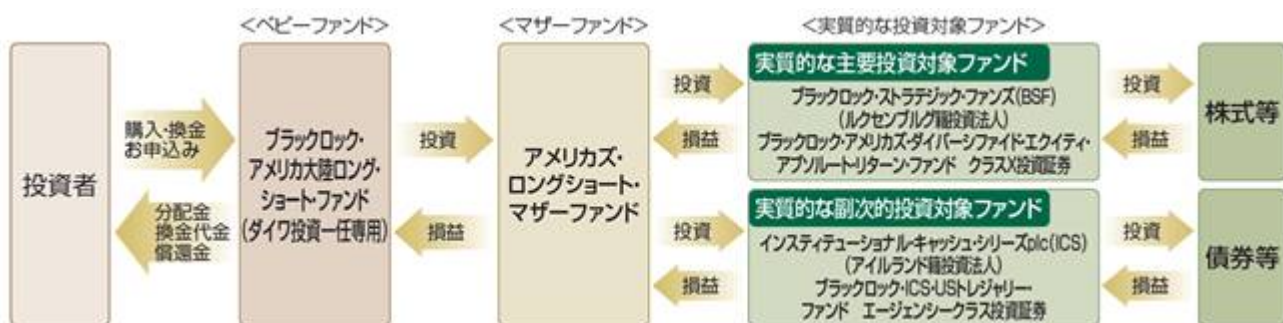 <ベビーファンド>
<マザーファンド>
<実質的な投資対象ファンド>
投資者
購入・換金
お申込み
分配金
換金代金
償還金
ブラックロック・
アメリカ大陸ロング・
ショート・ファンド
(ダイワ投資一任専用)
投資
損益
アメリカズ・
ロングショート・
マザーファンド
投資
損益
投資
損益
実質的な主要投資対象ファンド
ブラックロック・ストラテジック・ファンズ(BSF)
(ルクセンブルグ籍投資法人)
ブラックロック・アメリカズ・ダイバーシファイド・エクイティ・
アブソルート・リターン・ファンド クラスX投資証券
実質的な副次的投資対象ファンド
インスティテューショナル・キャッシュ・シリーズplc(ICS)
(アイルランド籍投資法人)
ブラックロック・ICS・USトレジャリー・
ファンド エージェンシークラス投資証券
投資
損益
投資
損益
株式等
債券等